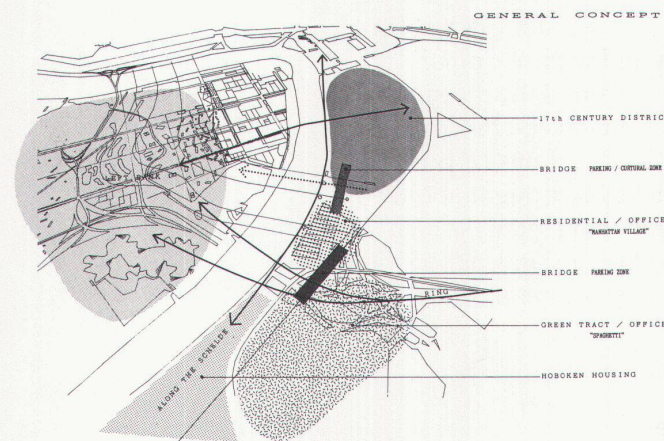 GENERAL CONCEPT
17th CENTURY DISTRIC
BRIDGE PARKING / CURTURAL ZONE
LEFT BANK
RESIDENTIAL / OFFICE
"MANHATTAN VILLAGE"
BRIDGE PARKING ZONE
RING
GREEN TRACT / OFFICE
"SPAGHETTI"
ALONG THE SCHELDE
HOBOKEN HOUSING